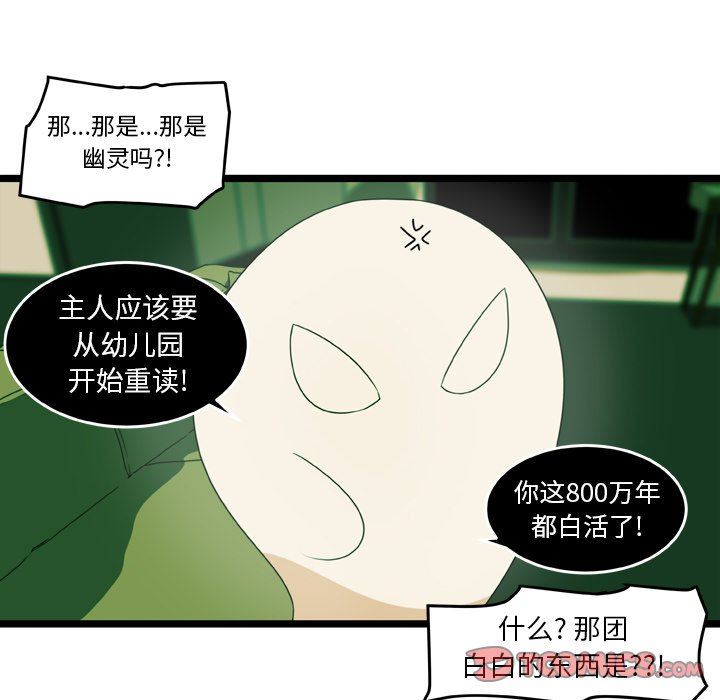 那...那是...那是
幽灵吗?!
主人应该要
从幼儿园
开始重读!
你这800万年
都白活了!
什么? 那团
白白的东西是??!